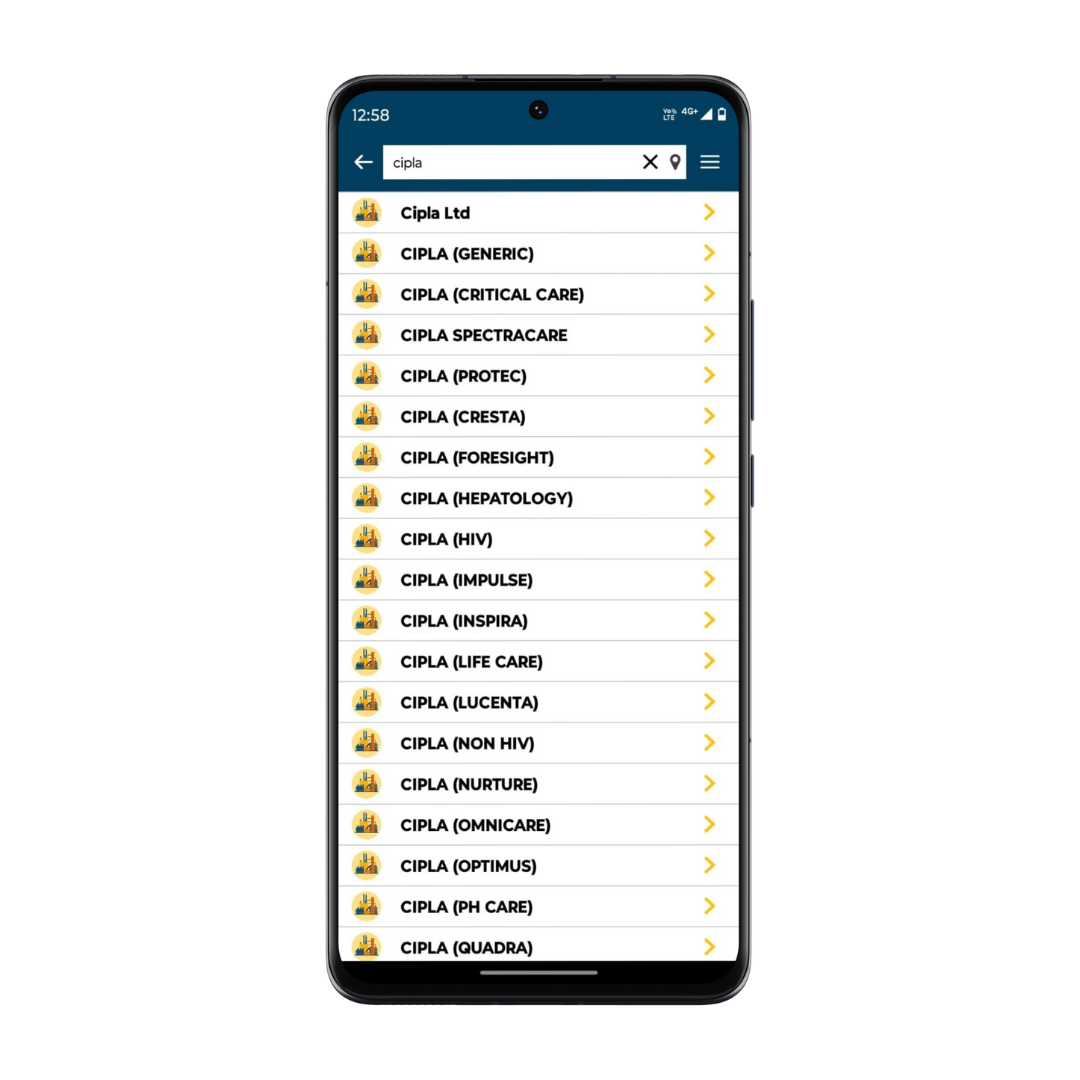 12:58
Vo)) LTE 4G+
cipla
Cipla Ltd
CIPLA (GENERIC)
CIPLA (CRITICAL CARE)
CIPLA SPECTRACARE
CIPLA (PROTEC)
CIPLA (CRESTA)
CIPLA (FORESIGHT)
CIPLA (HEPATOLOGY)
CIPLA (HIV)
CIPLA (IMPULSE)
CIPLA (INSPIRA)
CIPLA (LIFE CARE)
CIPLA (LUCENTA)
CIPLA (NON HIV)
CIPLA (NURTURE)
CIPLA (OMNICARE)
CIPLA (OPTIMUS)
CIPLA (PH CARE)
CIPLA (QUADRA)